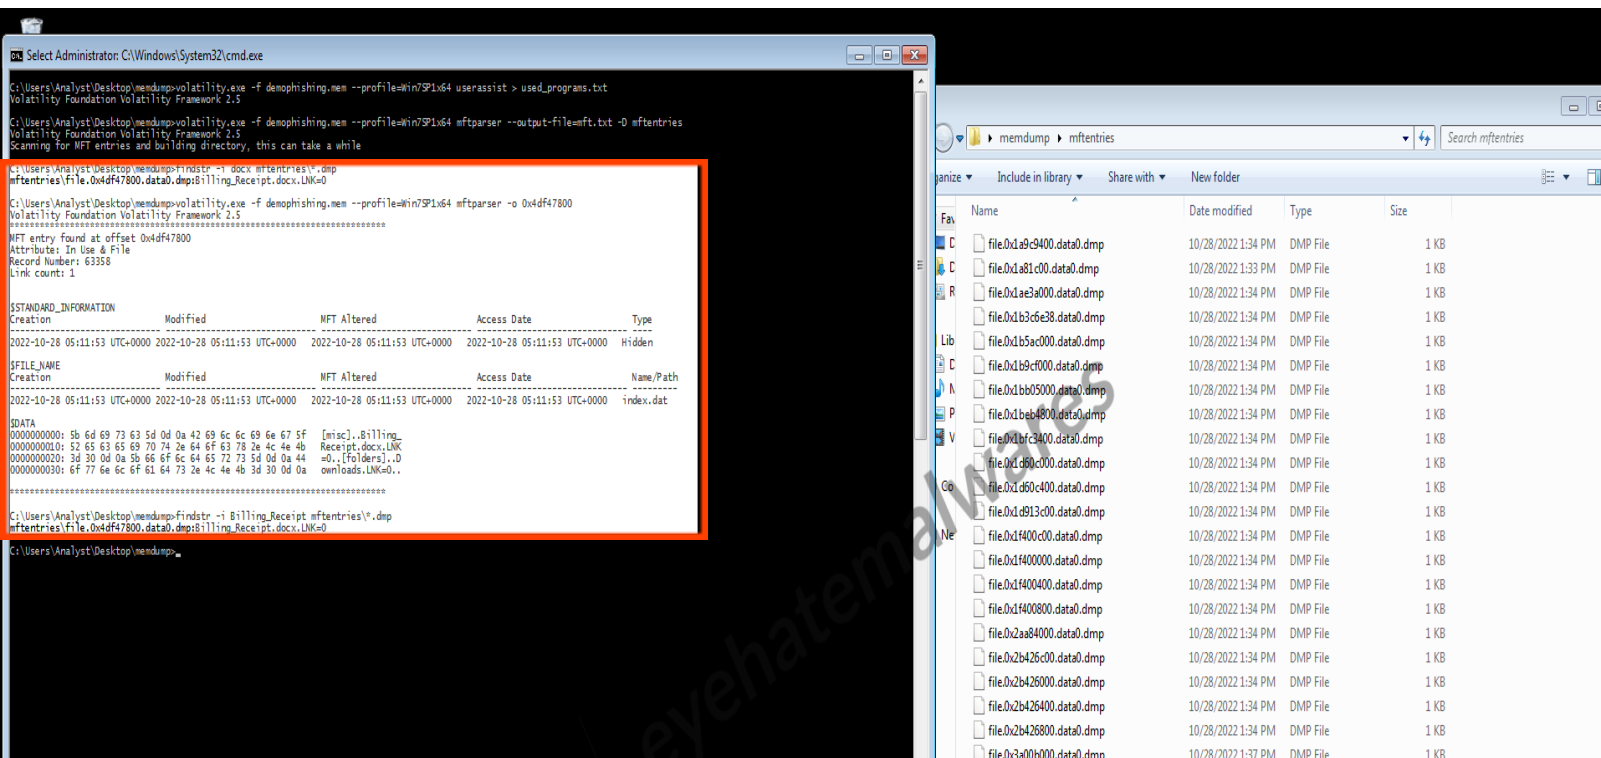 Select Administrator: C:\Windows\System32\cmd.exe
C:\Users\Analyst\Desktop\memdump>volatility.exe -f demophishing.mem --profile=Win7SP1x64 userassist > used_programs.txt
Volatility Foundation Volatility Framework 2.5
C:\Users\Analyst\Desktop\memdump>volatility.exe -f demophishing.mem --profile=Win7SP1x64 mftparser --output-file=mft.txt -D mftentries
Volatility Foundation Volatility Framework 2.5
Scanning for MFT entries and building directory, this can take a while
C:\Users\Analyst\Desktop\memdump>findstr -i docx mftentries\*.dmp
mftentries\file.0x4df47800.data0.dmp:Billing_Receipt.docx.LNK=0
C:\Users\Analyst\Desktop\memdump>volatility.exe -f demophishing.mem --profile=Win7SP1x64 mftparser -o 0x4df47800
Volatility Foundation Volatility Framework 2.5
***************************************************************************
MFT entry found at offset 0x4df47800
Attribute: In Use & File
Record Number: 63358
Link count: 1
$STANDARD_INFORMATION
Creation Modified MFT Altered Access Date Type
------------------------------ ------------------------------ ------------------------------ ------------------------------ ----
2022-10-28 05:11:53 UTC+0000 2022-10-28 05:11:53 UTC+0000 2022-10-28 05:11:53 UTC+0000 2022-10-28 05:11:53 UTC+0000 Hidden
$FILE_NAME
Creation Modified MFT Altered Access Date Name/Path
------------------------------ ------------------------------ ------------------------------ ------------------------------ ---------
2022-10-28 05:11:53 UTC+0000 2022-10-28 05:11:53 UTC+0000 2022-10-28 05:11:53 UTC+0000 2022-10-28 05:11:53 UTC+0000 index.dat
$DATA
0000000000: 5b 6d 69 73 63 5d 0d 0a 42 69 6c 6c 69 6e 67 5f [misc]..Billing_
0000000010: 52 65 63 65 69 70 74 2e 64 6f 63 78 2e 4c 4e 4b Receipt.docx.LNK
0000000020: 3d 30 0d 0a 5b 66 6f 6c 64 65 72 73 5d 0d 0a 44 =0..[folders]..D
0000000030: 6f 77 6e 6c 6f 61 64 73 2e 4c 4e 4b 3d 30 0d 0a ownloads.LNK=0..
***************************************************************************
C:\Users\Analyst\Desktop\memdump>findstr -i Billing_Receipt mftentries\*.dmp
mftentries\file.0x4df47800.data0.dmp:Billing_Receipt.docx.LNK=0
C:\Users\Analyst\Desktop\memdump>
memdump mftentries
Search mftentries
ganize Include in library Share with New folder
Name Date modified Type Size
Fav
D
D
R
Lib
D
M
P
V
Co
Ne
file.0x1a9c9400.data0.dmp 10/28/2022 1:34 PM DMP File 1 KB
file.0x1a81c00.data0.dmp 10/28/2022 1:33 PM DMP File 1 KB
file.0x1ae3a000.data0.dmp 10/28/2022 1:34 PM DMP File 1 KB
file.0x1b3c6e38.data0.dmp 10/28/2022 1:34 PM DMP File 1 KB
file.0x1b5ac000.data0.dmp 10/28/2022 1:34 PM DMP File 1 KB
file.0x1b9cf000.data0.dmp 10/28/2022 1:34 PM DMP File 1 KB
file.0x1bb05000.data0.dmp 10/28/2022 1:34 PM DMP File 1 KB
file.0x1beb4800.data0.dmp 10/28/2022 1:34 PM DMP File 1 KB
file.0x1bfc3400.data0.dmp 10/28/2022 1:34 PM DMP File 1 KB
file.0x1d60c000.data0.dmp 10/28/2022 1:34 PM DMP File 1 KB
file.0x1d60c400.data0.dmp 10/28/2022 1:34 PM DMP File 1 KB
file.0x1d913c00.data0.dmp 10/28/2022 1:34 PM DMP File 1 KB
file.0x1f400c00.data0.dmp 10/28/2022 1:34 PM DMP File 1 KB
file.0x1f400000.data0.dmp 10/28/2022 1:34 PM DMP File 1 KB
file.0x1f400400.data0.dmp 10/28/2022 1:34 PM DMP File 1 KB
file.0x1f400800.data0.dmp 10/28/2022 1:34 PM DMP File 1 KB
file.0x2aa84000.data0.dmp 10/28/2022 1:34 PM DMP File 1 KB
file.0x2b426c00.data0.dmp 10/28/2022 1:34 PM DMP File 1 KB
file.0x2b426000.data0.dmp 10/28/2022 1:34 PM DMP File 1 KB
file.0x2b426400.data0.dmp 10/28/2022 1:34 PM DMP File 1 KB
file.0x2b426800.data0.dmp 10/28/2022 1:34 PM DMP File 1 KB
file.0x3a00b000.data0.dmp 10/28/2022 1:37 PM DMP File 1 KB
eyehatemalwares